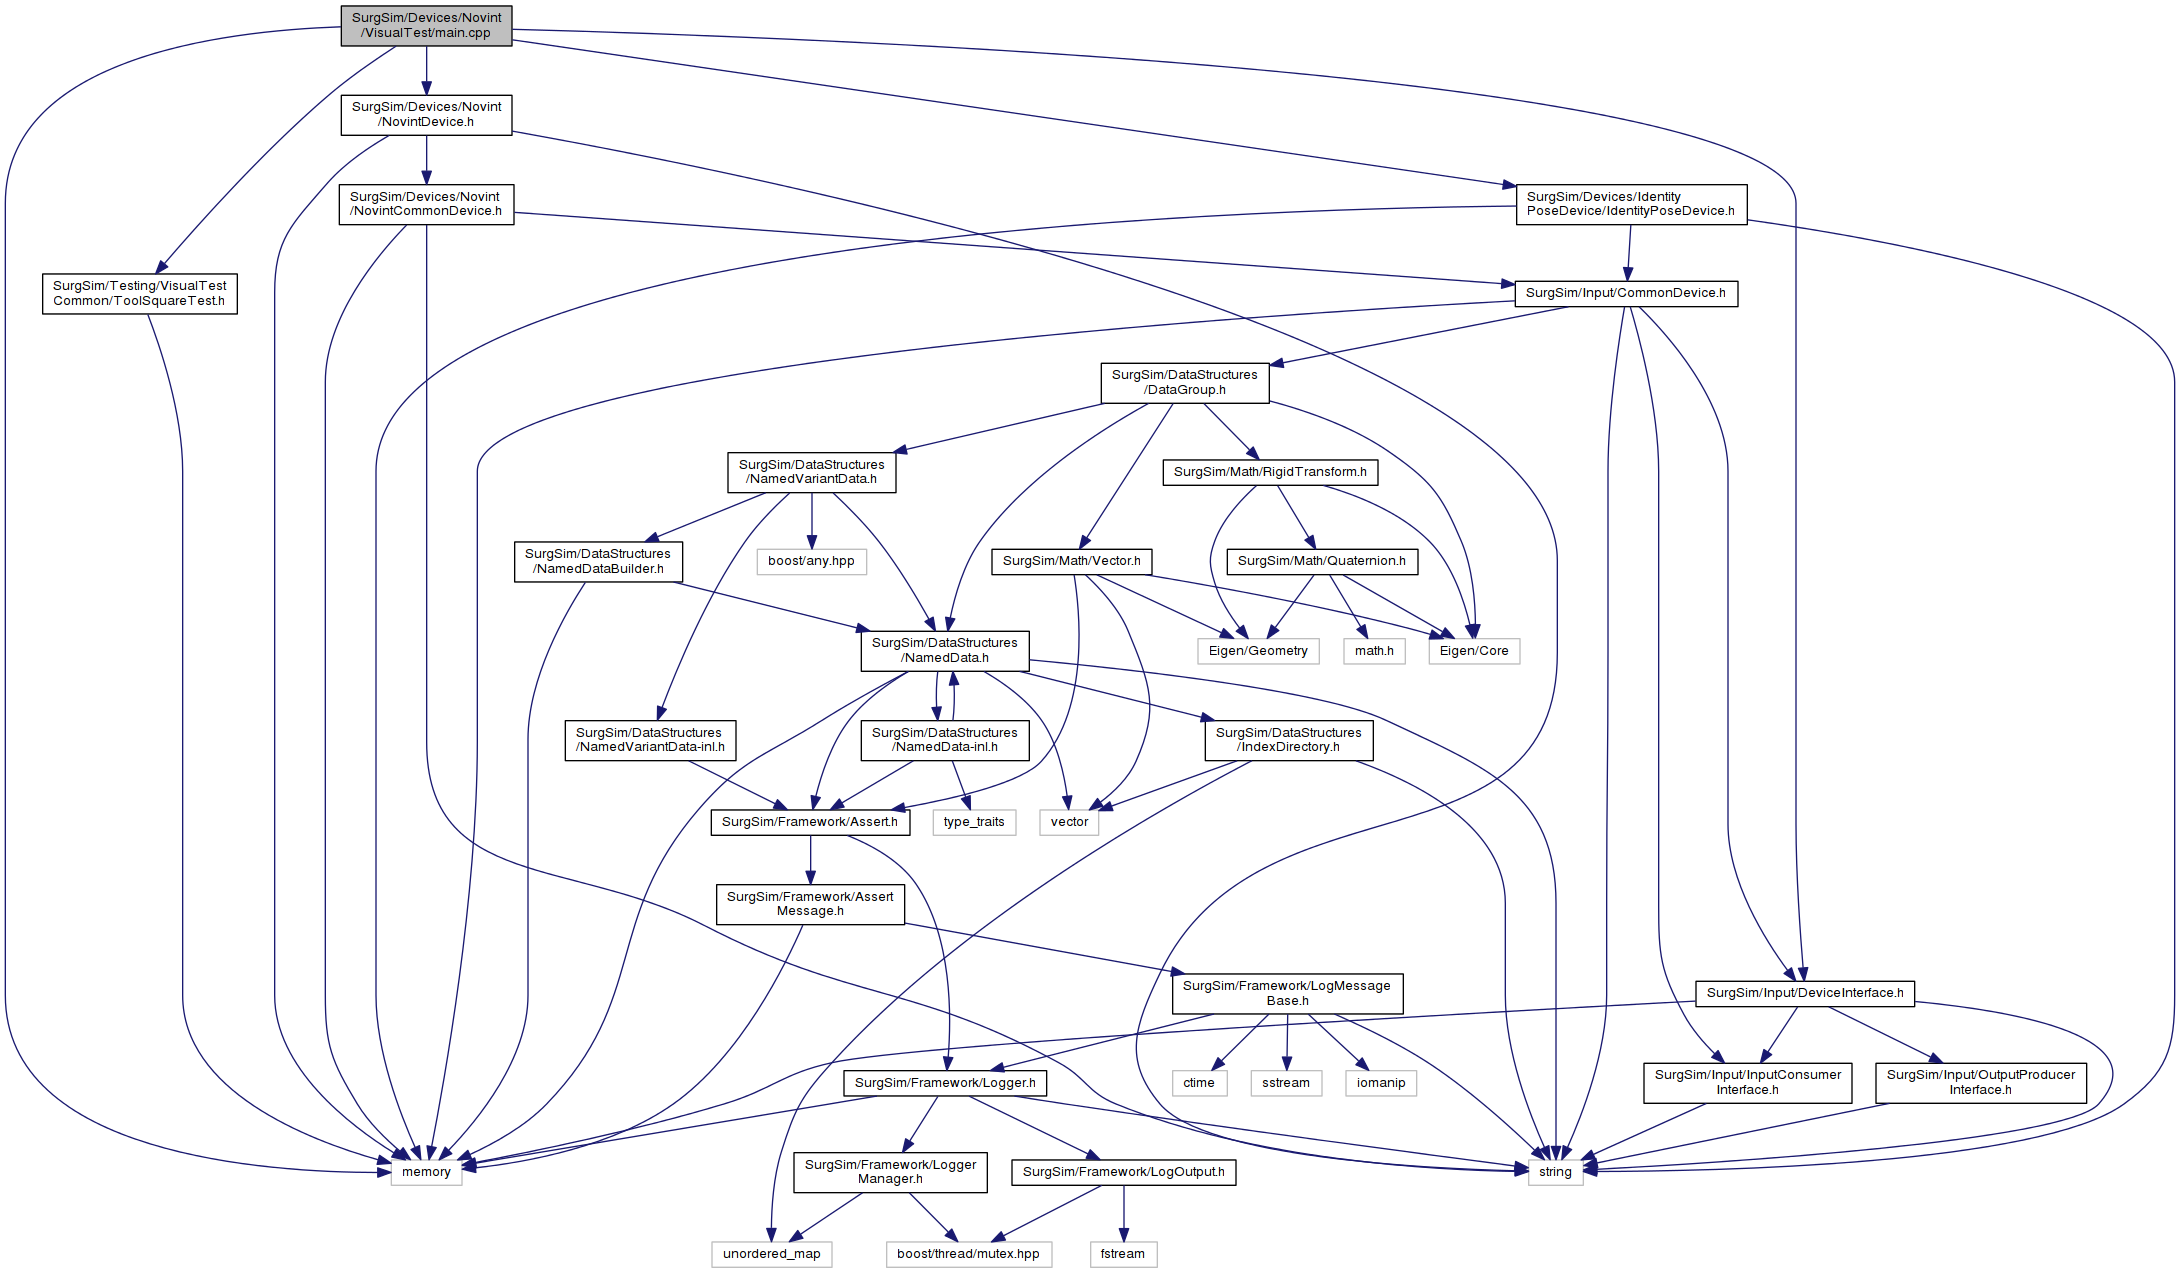 SurgSim/Devices/Novint
/VisualTest/main.cpp
SurgSim/Devices/Novint
/NovintDevice.h
SurgSim/Devices/Novint
/NovintCommonDevice.h
SurgSim/Devices/Identity
PoseDevice/IdentityPoseDevice.h
SurgSim/Testing/VisualTest
Common/ToolSquareTest.h
SurgSim/Input/CommonDevice.h
SurgSim/DataStructures
/DataGroup.h
SurgSim/DataStructures
/NamedVariantData.h
SurgSim/Math/RigidTransform.h
SurgSim/DataStructures
/NamedDataBuilder.h
boost/any.hpp
SurgSim/Math/Vector.h
SurgSim/Math/Quaternion.h
SurgSim/DataStructures
/NamedData.h
Eigen/Geometry
math.h
Eigen/Core
SurgSim/DataStructures
/NamedVariantData-inl.h
SurgSim/DataStructures
/NamedData-inl.h
SurgSim/DataStructures
/IndexDirectory.h
SurgSim/Framework/Assert.h
type_traits
vector
SurgSim/Framework/Assert
Message.h
SurgSim/Framework/LogMessage
Base.h
SurgSim/Input/DeviceInterface.h
SurgSim/Framework/Logger.h
ctime
sstream
iomanip
SurgSim/Input/InputConsumer
Interface.h
SurgSim/Input/OutputProducer
Interface.h
memory
SurgSim/Framework/Logger
Manager.h
SurgSim/Framework/LogOutput.h
string
unordered_map
boost/thread/mutex.hpp
fstream